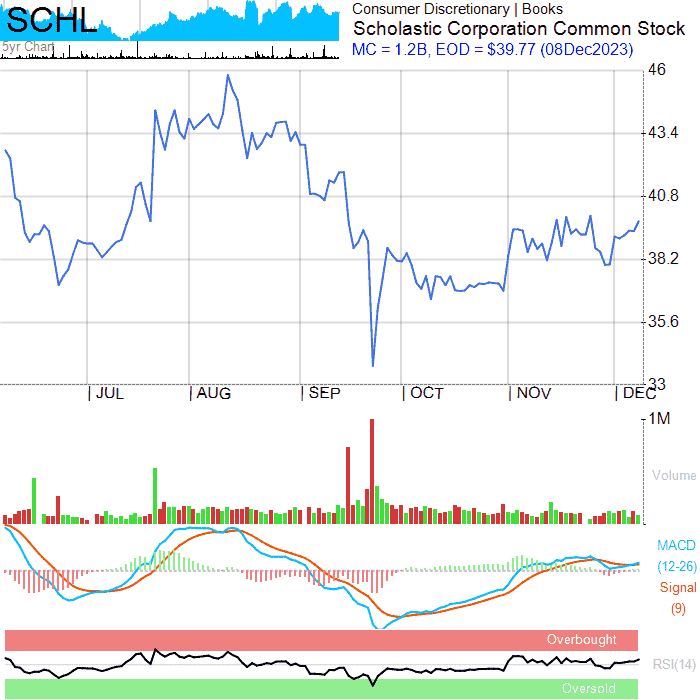 SCHL
5yr Chart
Consumer Discretionary | Books
Scholastic Corporation Common Stock
MC = 1.2B, EOD = $39.77 (08Dec2023)
46
43.4
40.8
38.2
35.6
33
JUL
AUG
SEP
OCT
NOV
DEC
1M
Volume
MACD
(12-26)
Signal
(9)
Overbought
RSI(14)
Oversold